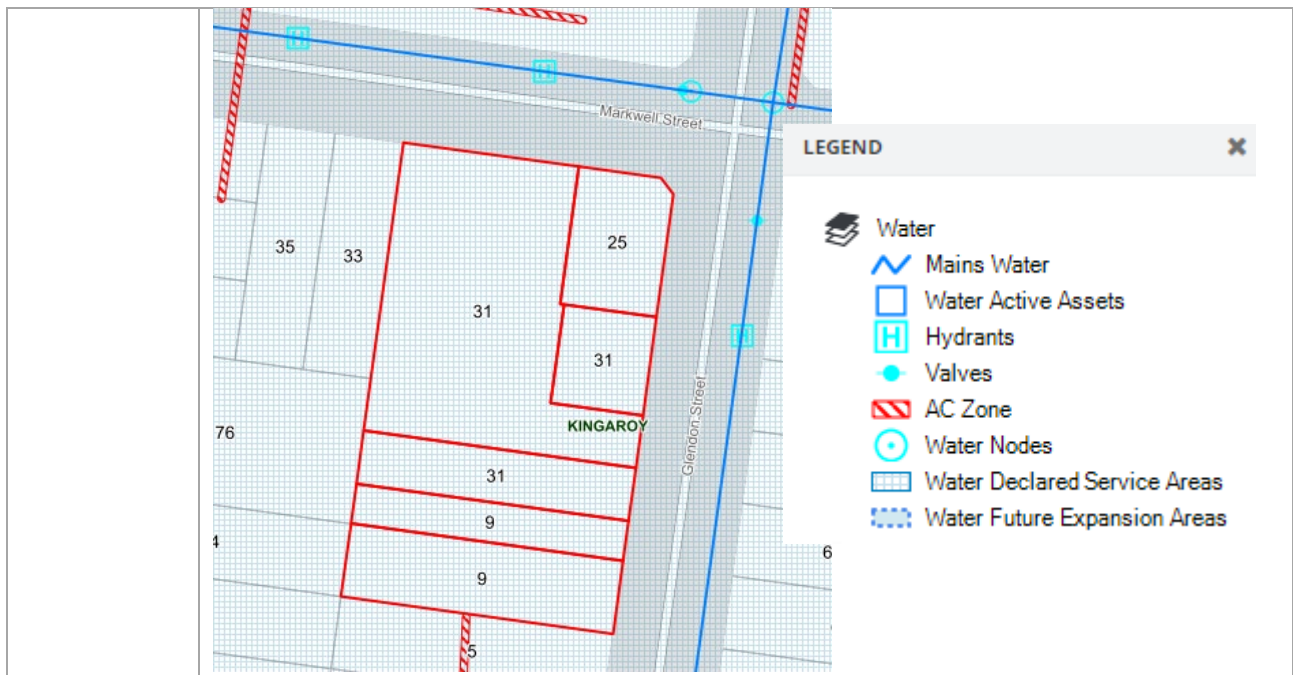 H
H
Markwell Street
25
35
33
31
H
31
KINGAROY
Glendon Street
76
31
9
4
9
5
6
LEGEND
Water
Mains Water
Water Active Assets
H Hydrants
Valves
AC Zone
Water Nodes
Water Declared Service Areas
Water Future Expansion Areas